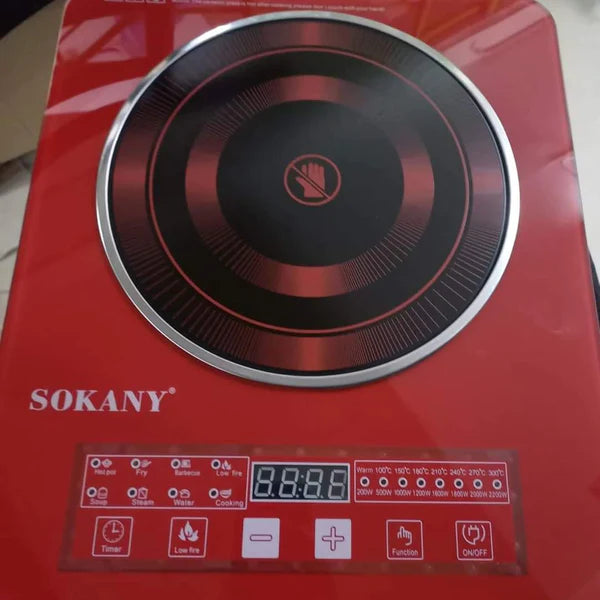 SOKANY®
Hot pot Fry Barbecue Low fire
Soup Steam Water Cooking
8888
Warm 100℃ 150℃ 180℃ 210℃ 240℃ 270℃ 300℃
200W 500W 1000W 1200W 1600W 1800W 2000W 2200W
Timer Low fire Function ON/OFF